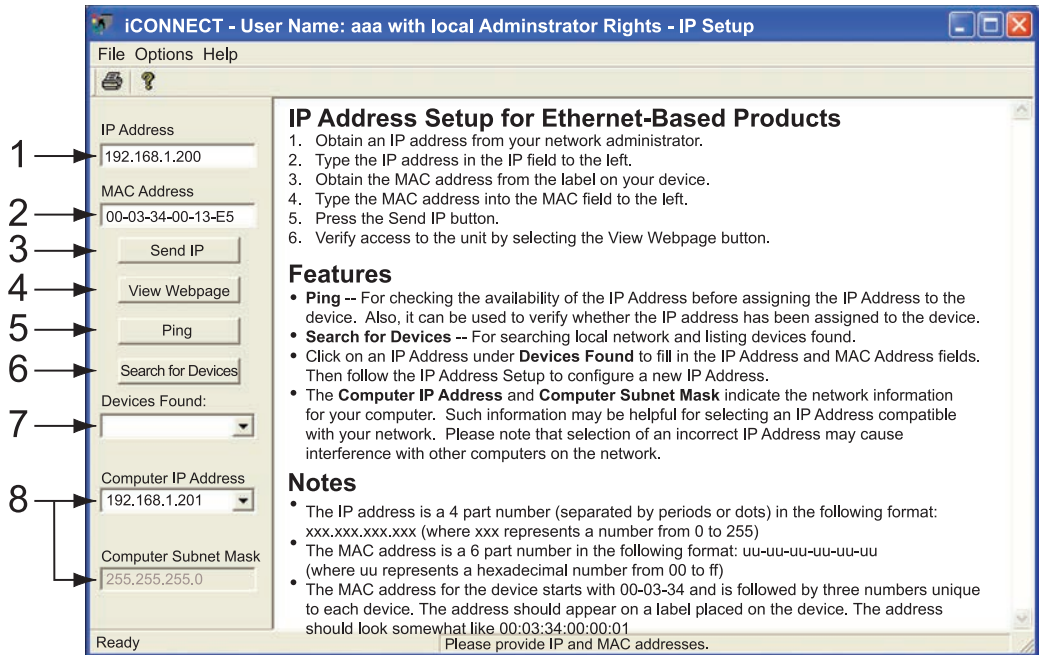 iCONNECT - User Name: aaa with local Adminstrator Rights - IP Setup
File Options Help
IP Address
1
192.168.1.200
MAC Address
2
00-03-34-00-13-E5
3
Send IP
4
View Webpage
5
Ping
6
Search for Devices
Devices Found:
7
Computer IP Address
8
192.168.1.201
Computer Subnet Mask
255.255.255.0
IP Address Setup for Ethernet-Based Products
1. Obtain an IP address from your network administrator.
2. Type the IP address in the IP field to the left.
3. Obtain the MAC address from the label on your device.
4. Type the MAC address into the MAC field to the left.
5. Press the Send IP button.
6. Verify access to the unit by selecting the View Webpage button.
Features
• Ping -- For checking the availability of the IP Address before assigning the IP Address to the
device. Also, it can be used to verify whether the IP address has been assigned to the device.
• Search for Devices -- For searching local network and listing devices found.
• Click on an IP Address under Devices Found to fill in the IP Address and MAC Address fields.
Then follow the IP Address Setup to configure a new IP Address.
• The Computer IP Address and Computer Subnet Mask indicate the network information
for your computer. Such information may be helpful for selecting an IP Address compatible
with your network. Please note that selection of an incorrect IP Address may cause
interference with other computers on the network.
Notes
• The IP address is a 4 part number (separated by periods or dots) in the following format:
xxx.xxx.xxx.xxx (where xxx represents a number from 0 to 255)
• The MAC address is a 6 part number in the following format: uu-uu-uu-uu-uu-uu
(where uu represents a hexadecimal number from 00 to ff)
• The MAC address for the device starts with 00-03-34 and is followed by three numbers unique
to each device. The address should appear on a label placed on the device. The address
should look somewhat like 00:03:34:00:00:01
Ready
Please provide IP and MAC addresses.